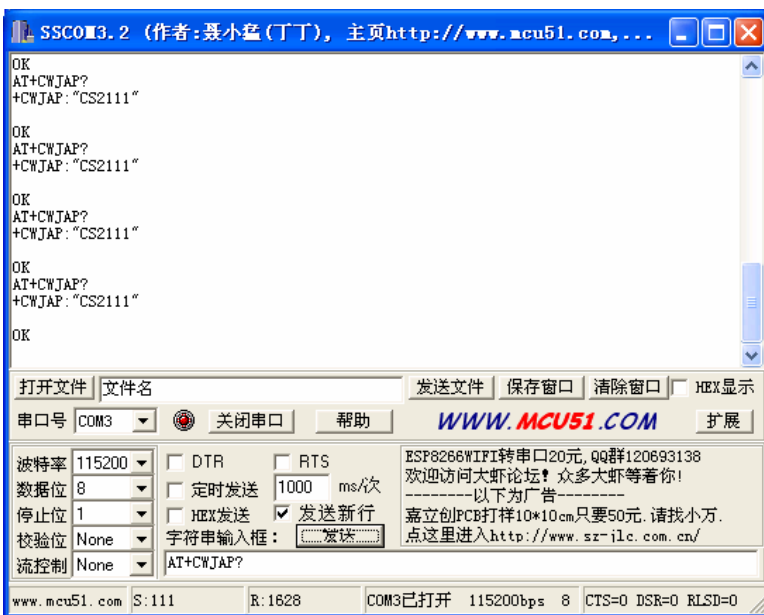 SSCOM3.2 (作者:聂小猛(丁丁), 主页http://www.mcu51.com,...
OK
AT+CWJAP?
+CWJAP:"CS2111"
OK
AT+CWJAP?
+CWJAP:"CS2111"
OK
AT+CWJAP?
+CWJAP:"CS2111"
OK
AT+CWJAP?
+CWJAP:"CS2111"
OK
打开文件 文件名 发送文件 保存窗口 清除窗口 HEX显示
串口号 COM3 关闭串口 帮助 WWW.MCU51.COM 扩展
波特率 115200 DTR RTS
数据位 8 定时发送 1000 ms/次
停止位 1 HEX发送 发送新行
校验位 None 字符串输入框: 发送
流控制 None AT+CWJAP?
ESP8266WIFI转串口20元,QQ群120693138
欢迎访问大虾论坛! 众多大虾等着你!
--------以下为广告--------
嘉立创PCB打样10*10cm只要50元.请找小万.
点这里进入http://www.sz-jlc.com.cn/
www.mcu51.com S:111 R:1628 COM3已打开 115200bps 8 CTS=0 DSR=0 RLSD=0